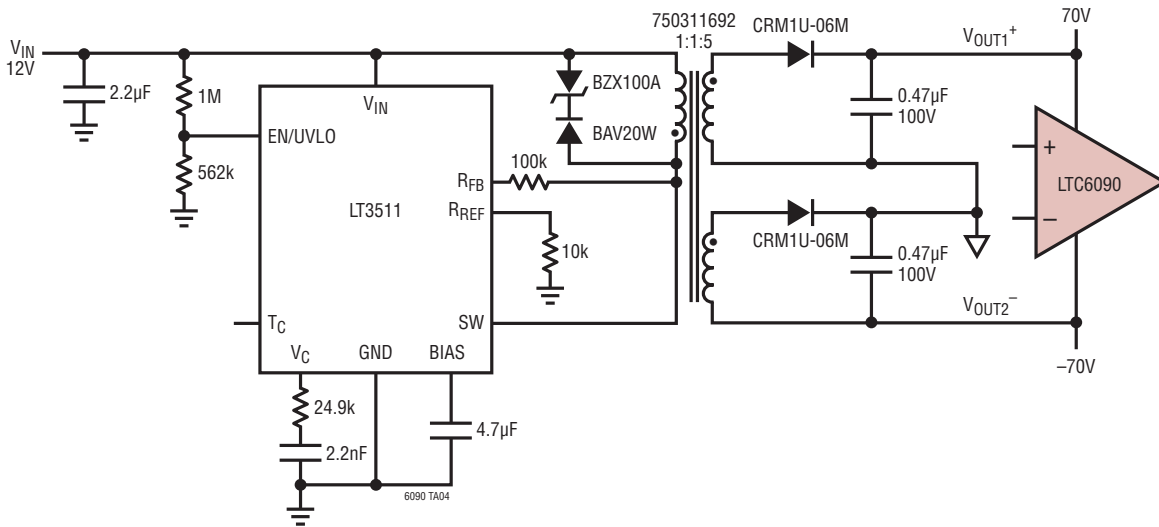 750311692
1:1:5
CRM1U-06M
70V
VIN
12V
VOUT1+
2.2µF
1M
VIN
BZX100A
0.47µF
100V
EN/UVLO
BAV20W
562k
100k
RFB
LT3511
RREF
10k
+
–
LTC6090
CRM1U-06M
0.47µF
100V
TC
SW
VOUT2–
VC
GND
BIAS
–70V
24.9k
4.7µF
2.2nF
6090 TA04